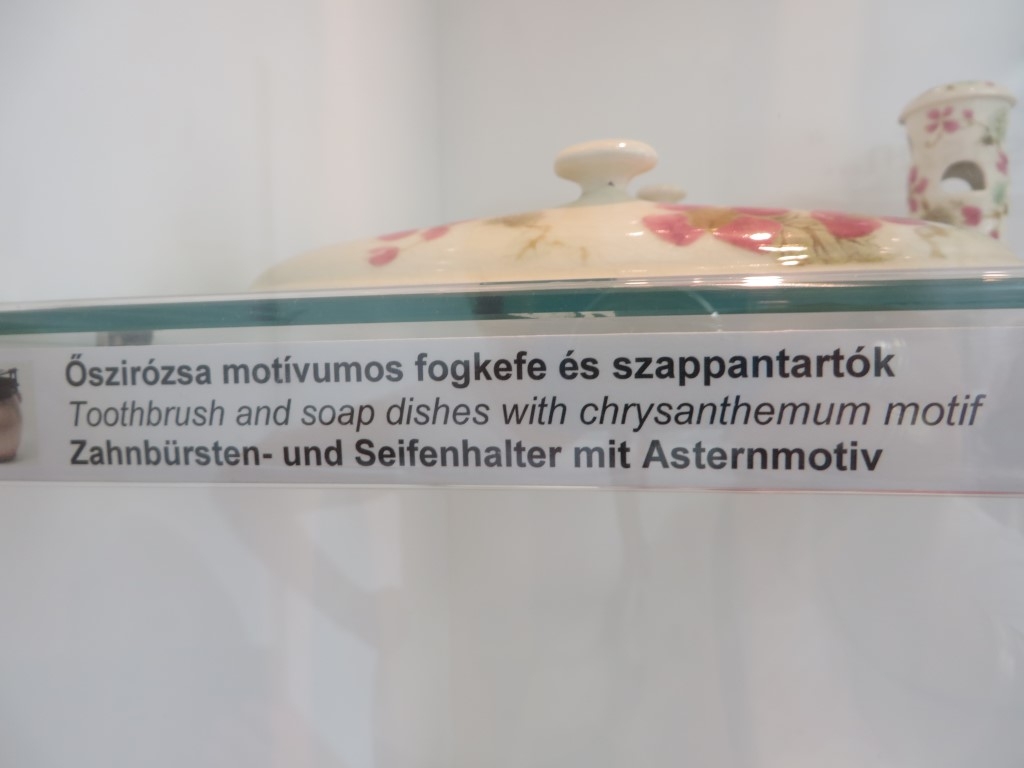 Őszirózsa motívumos fogkefe és szappantartók
Toothbrush and soap dishes with chrysanthemum motif
Zahnbürsten- und Seifenhalter mit Asternmotiv